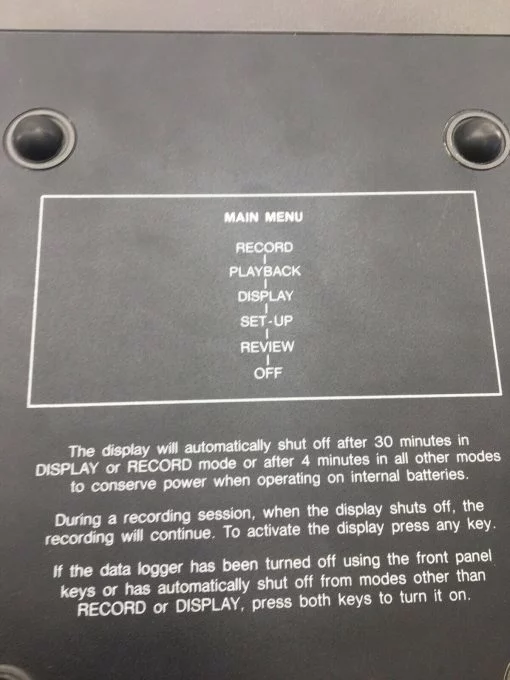 MAIN MENU
RECORD
PLAYBACK
DISPLAY
SET-UP
REVIEW
OFF
The display will automatically shut off after 30 minutes in
DISPLAY or RECORD mode or after 4 minutes in all other modes
to conserve power when operating on internal batteries.
During a recording session, when the display shuts off, the
recording will continue. To activate the display press any key.
If the data logger has been turned off using the front panel
keys or has automatically shut off from modes other than
RECORD or DISPLAY, press both keys to turn it on.